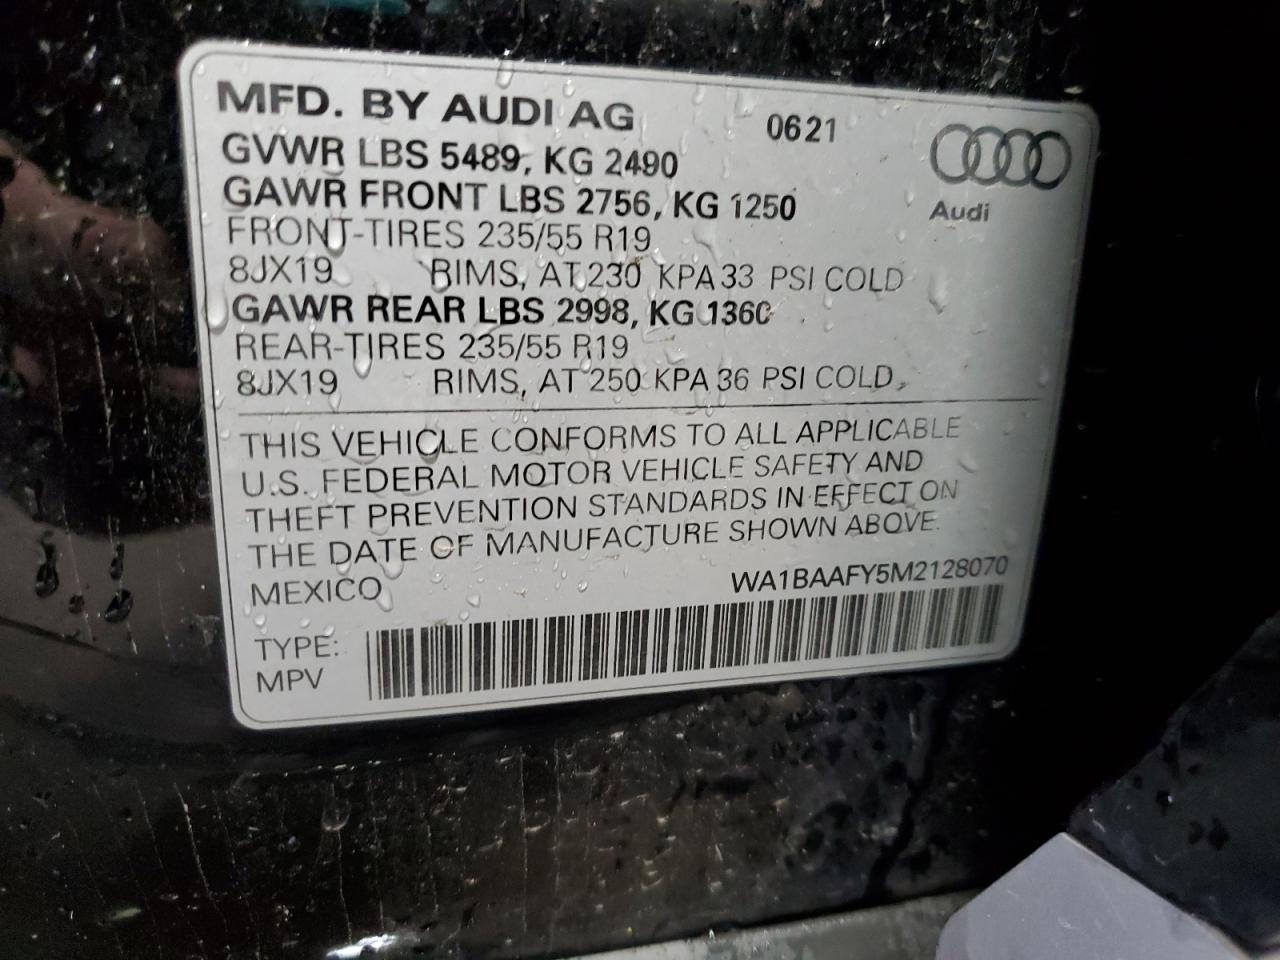 MFD. BY AUDI AG 0621
GVWR LBS 5489, KG 2490
GAWR FRONT LBS 2756, KG 1250
Audi
FRONT-TIRES 235/55 R19
8JX19 RIMS, AT 230 KPA 33 PSI COLD
GAWR REAR LBS 2998, KG 1360
REAR-TIRES 235/55 R19
8JX19 RIMS, AT 250 KPA 36 PSI COLD,
THIS VEHICLE CONFORMS TO ALL APPLICABLE
U.S. FEDERAL MOTOR VEHICLE SAFETY AND
THEFT PREVENTION STANDARDS IN EFFECT ON
THE DATE OF MANUFACTURE SHOWN ABOVE.
MEXICO WA1BAAFY5M2128070
TYPE:
MPV